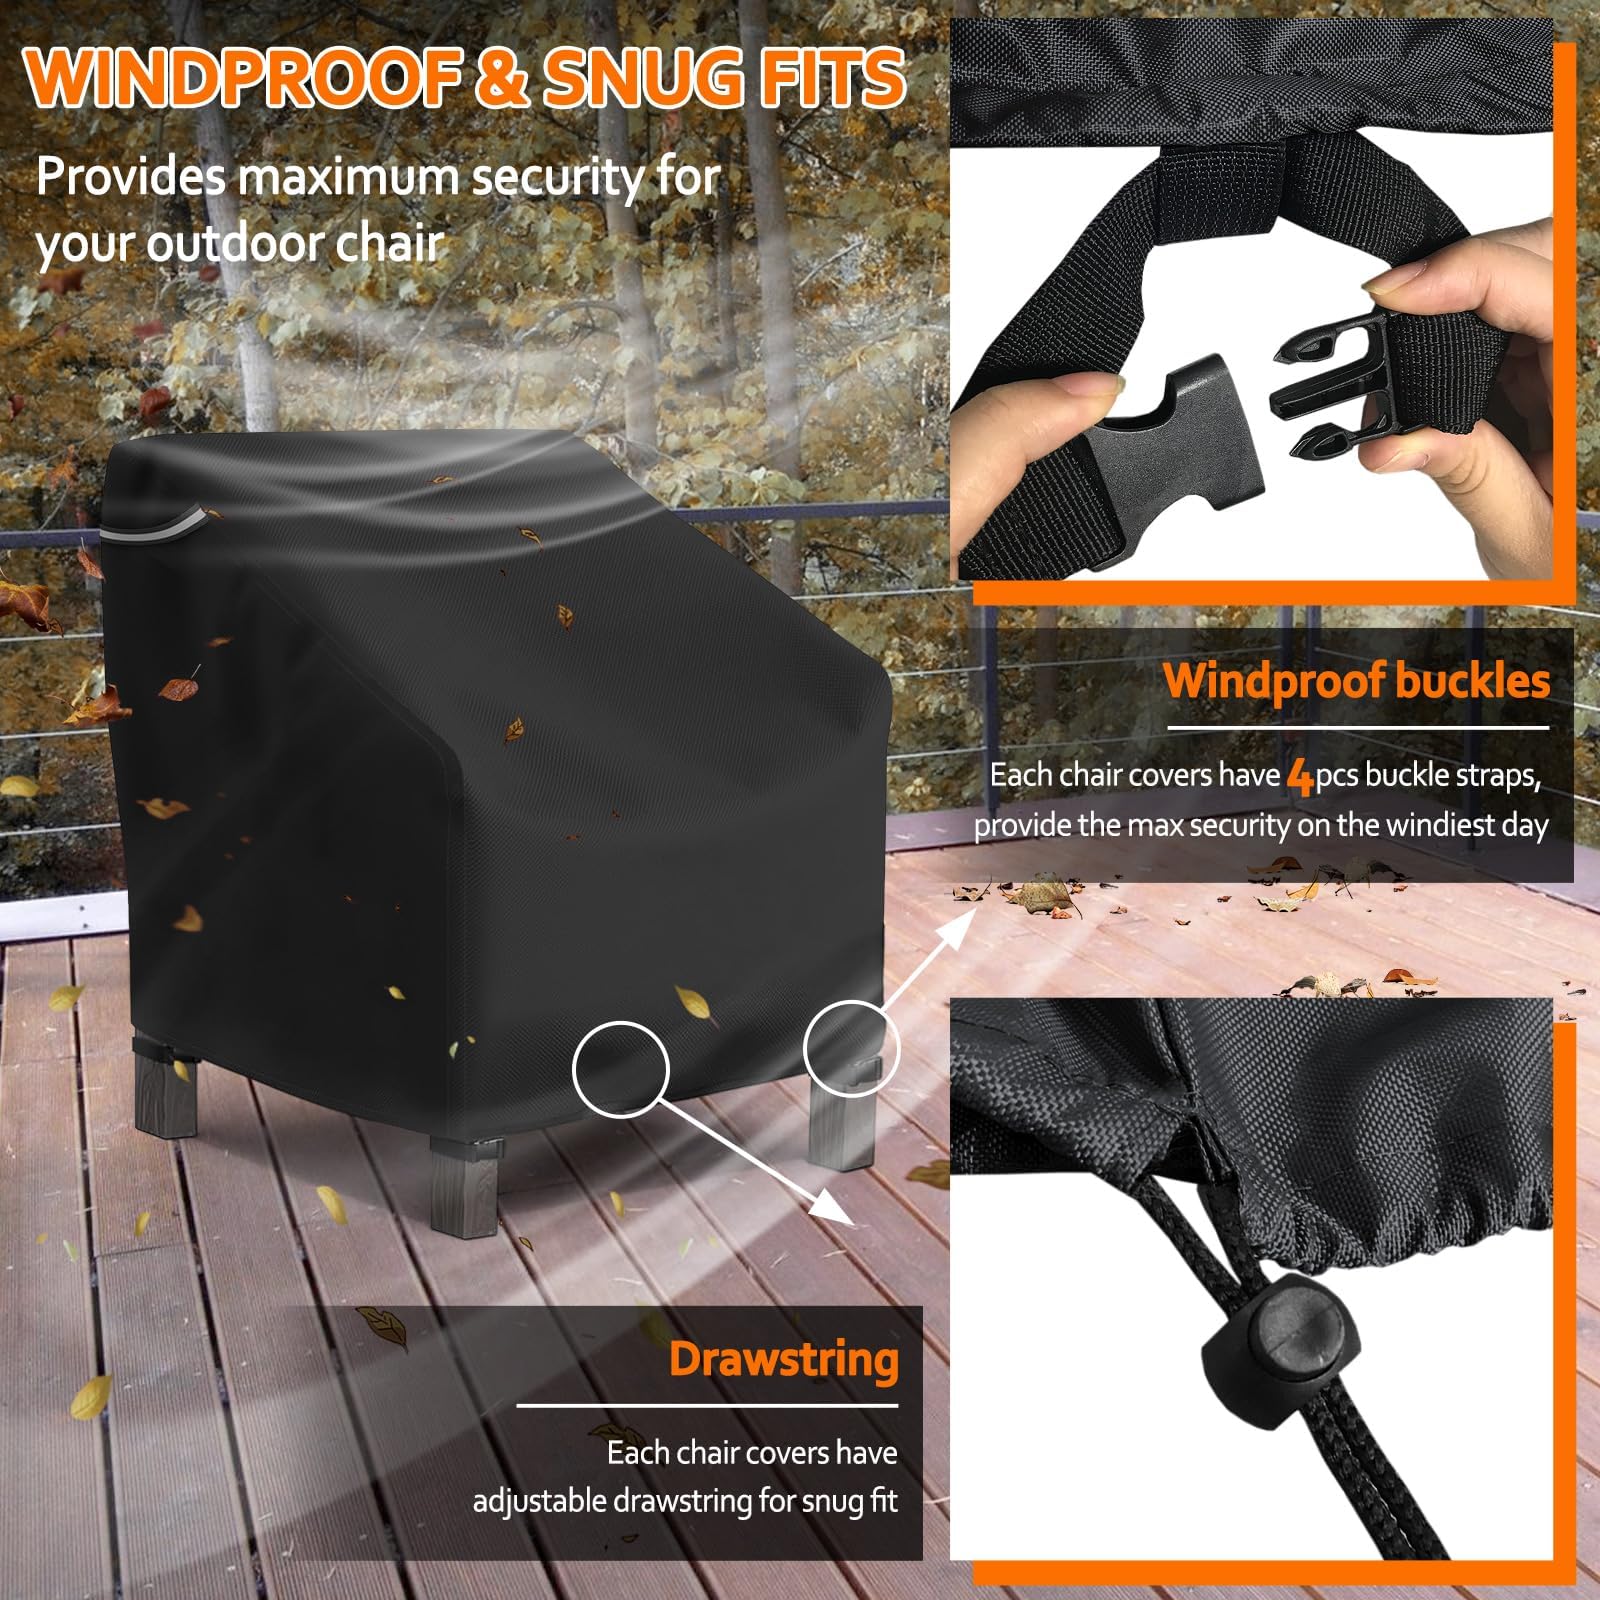 WINDPROOF & SNUG FITS
Provides maximum security for
your outdoor chair
Windproof buckles
Each chair covers have 4pcs buckle straps,
provide the max security on the windiest day
Drawstring
Each chair covers have
adjustable drawstring for snug fit